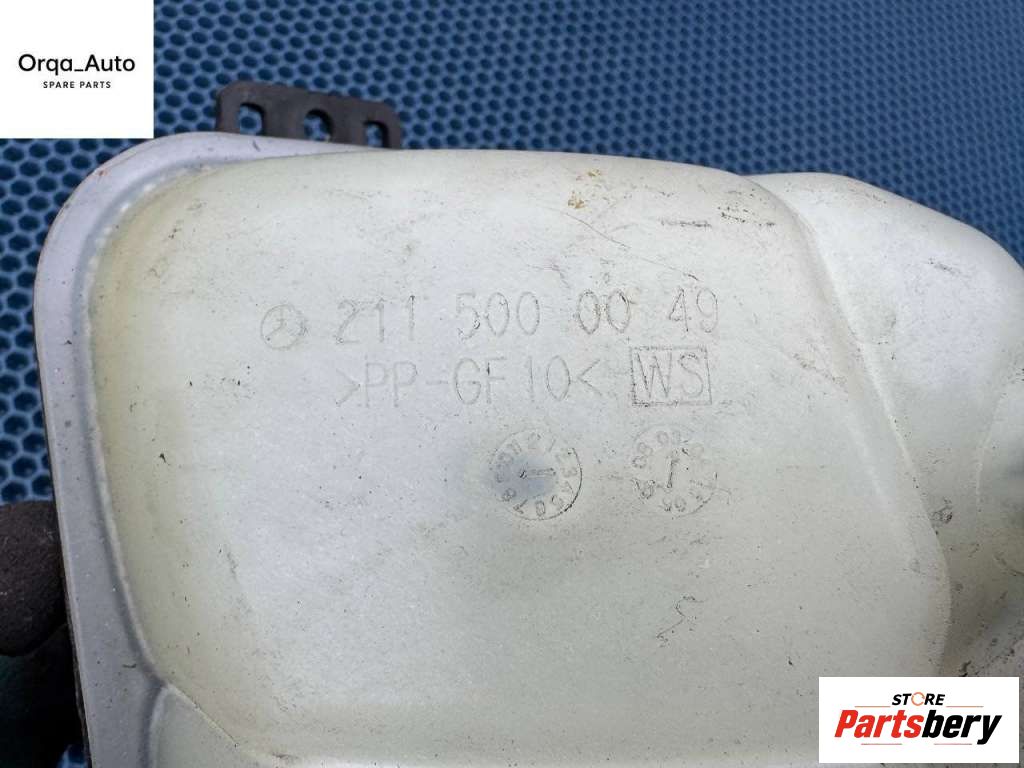 Orqa_Auto
SPARE PARTS
211 500 00 49
>PP-GF10< WS
STORE
Partsbery